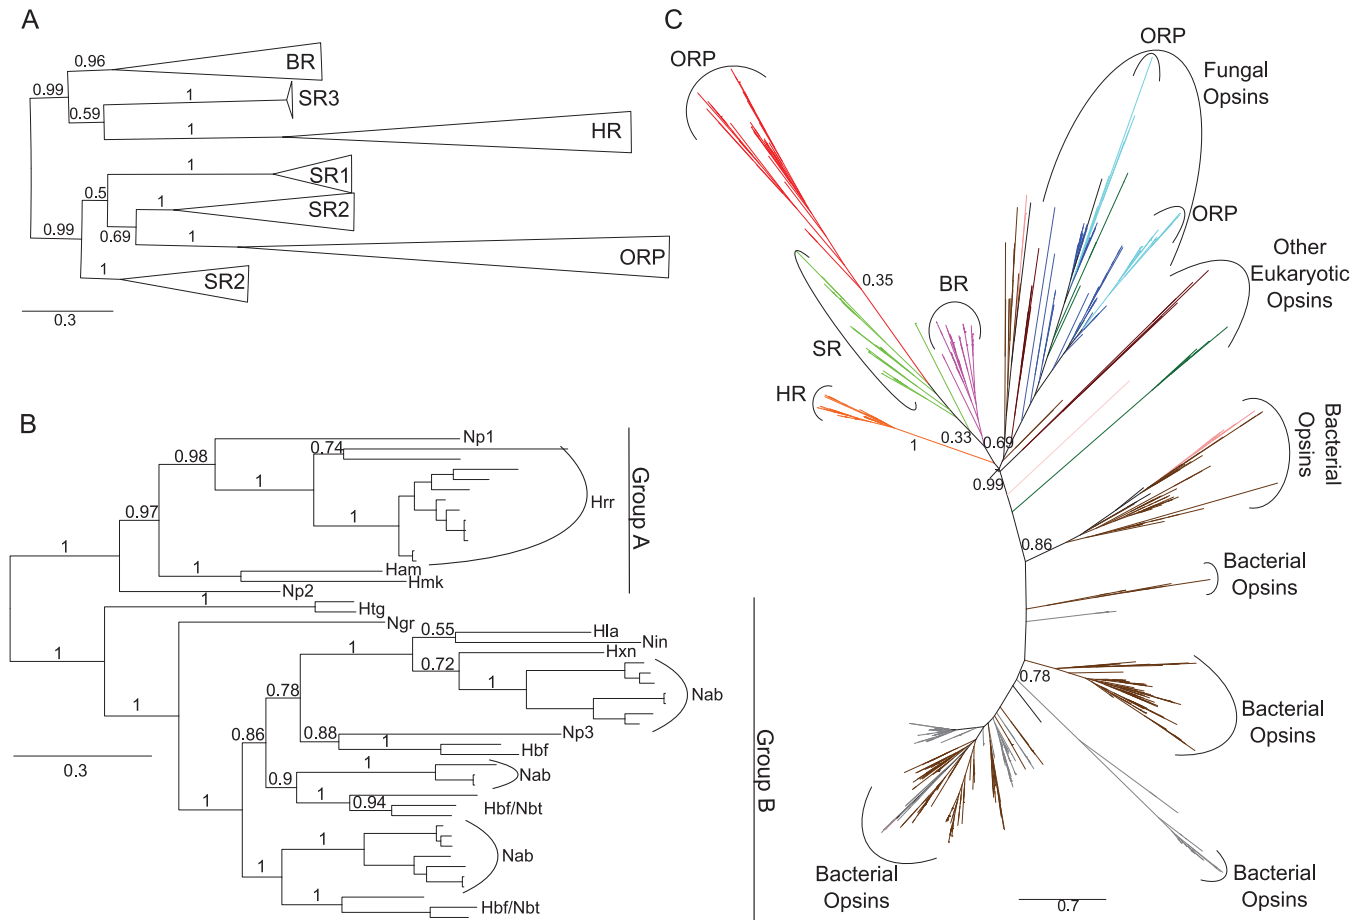 A
0.96
BR
0.99
1
SR3
0.59
1
HR
1
SR1
0.5
1
SR2
0.99
0.69
1
ORP
1
SR2
0.3
B
Np1
0.74
0.98
1
Hrr
0.97
1
1
Ham
1
Hmk
Np2
Group A
1
Htg
Ngr
0.55
Hla
1
Nin
1
Hxn
0.72
1
Nab
0.78
1
Np3
0.88
1
Hbf
0.86
1
Nab
0.9
0.94
1
Hbf/Nbt
1
1
Nab
1
1
Hbf/Nbt
0.3
Group B
C
ORP
ORP
Fungal
Opsins
ORP
Other
Eukaryotic
Opsins
0.35
BR
SR
HR
1
0.33
0.69
0.99
Bacterial
Opsins
0.86
Bacterial
Opsins
0.78
Bacterial
Opsins
Bacterial
Opsins
Bacterial
Opsins
0.7